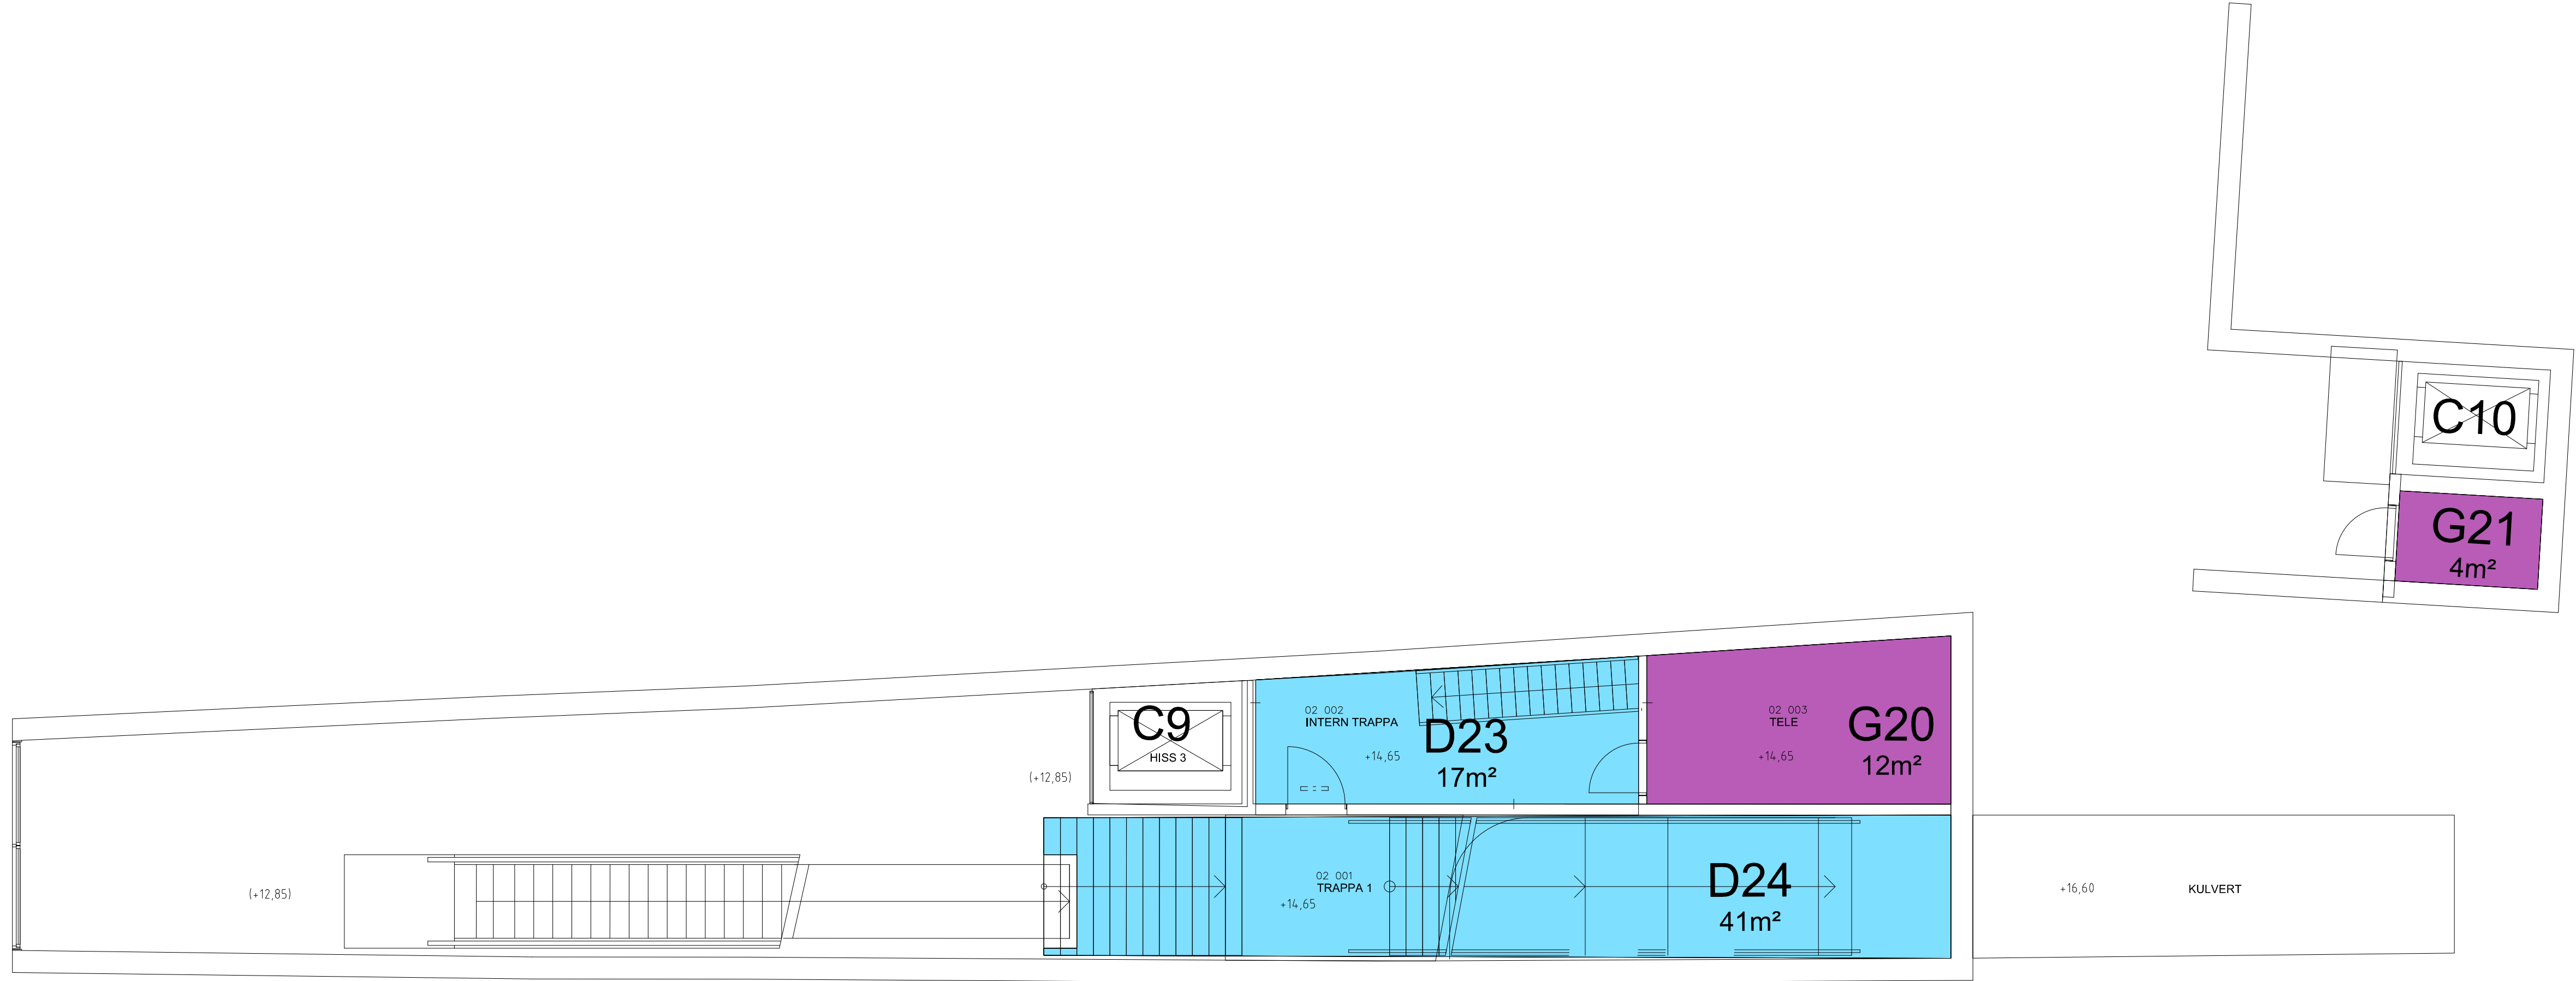 C10
G21
4m²
C9
HISS 3
(+12,85)
02 002
INTERN TRAPPA
+14,65
D23
17m²
02 003
TELE
+14,65
G20
12m²
(+12,85)
02 001
TRAPPA 1
+14,65
D24
41m²
+16,60
KULVERT